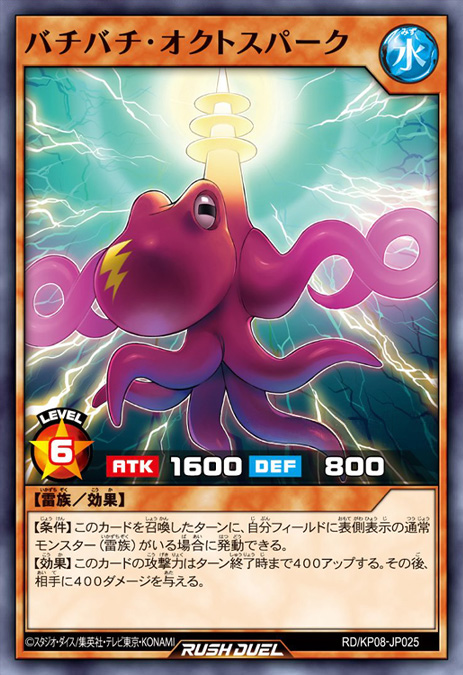 バチバチ・オクトスパーク
みず
水
LEVEL
6
ATK 1600 DEF 800
【雷族／効果】
【条件】このカードを召喚したターンに、自分フィールドに表側表示の通常
モンスター(雷族)がいる場合に発動できる。
【効果】このカードの攻撃力はターン終了時まで400アップする。その後、
相手に400ダメージを与える。
©スタジオ・ダイス/集英社・テレビ東京・KONAMI
RUSH DUEL
RD/KP08-JP025